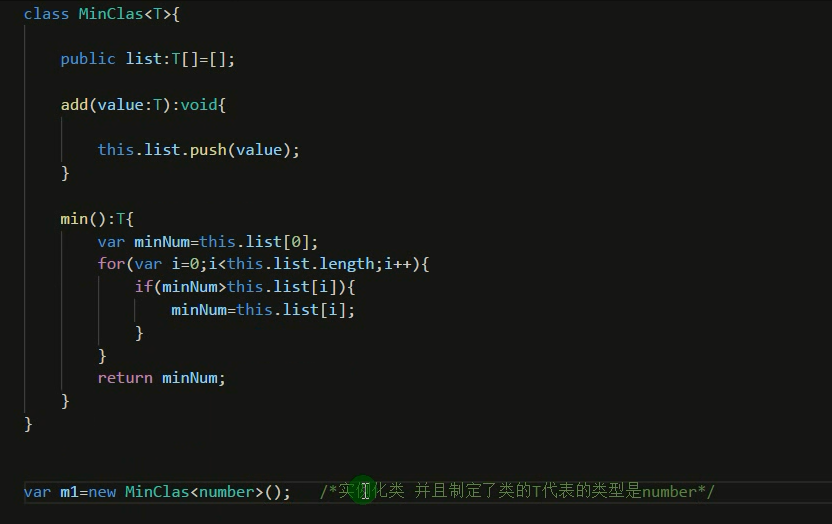 class MinClas<T>{
public list:T[]=[];
add(value:T):void{
this.list.push(value);
}
min():T{
var minNum=this.list[0];
for(var i=0;i<this.list.length;i++){
if(minNum>this.list[i]){
minNum=this.list[i];
}
}
return minNum;
}
}
var m1=new MinClas<number>(); /*实例化类 并且制定了类的T代表的类型是number*/